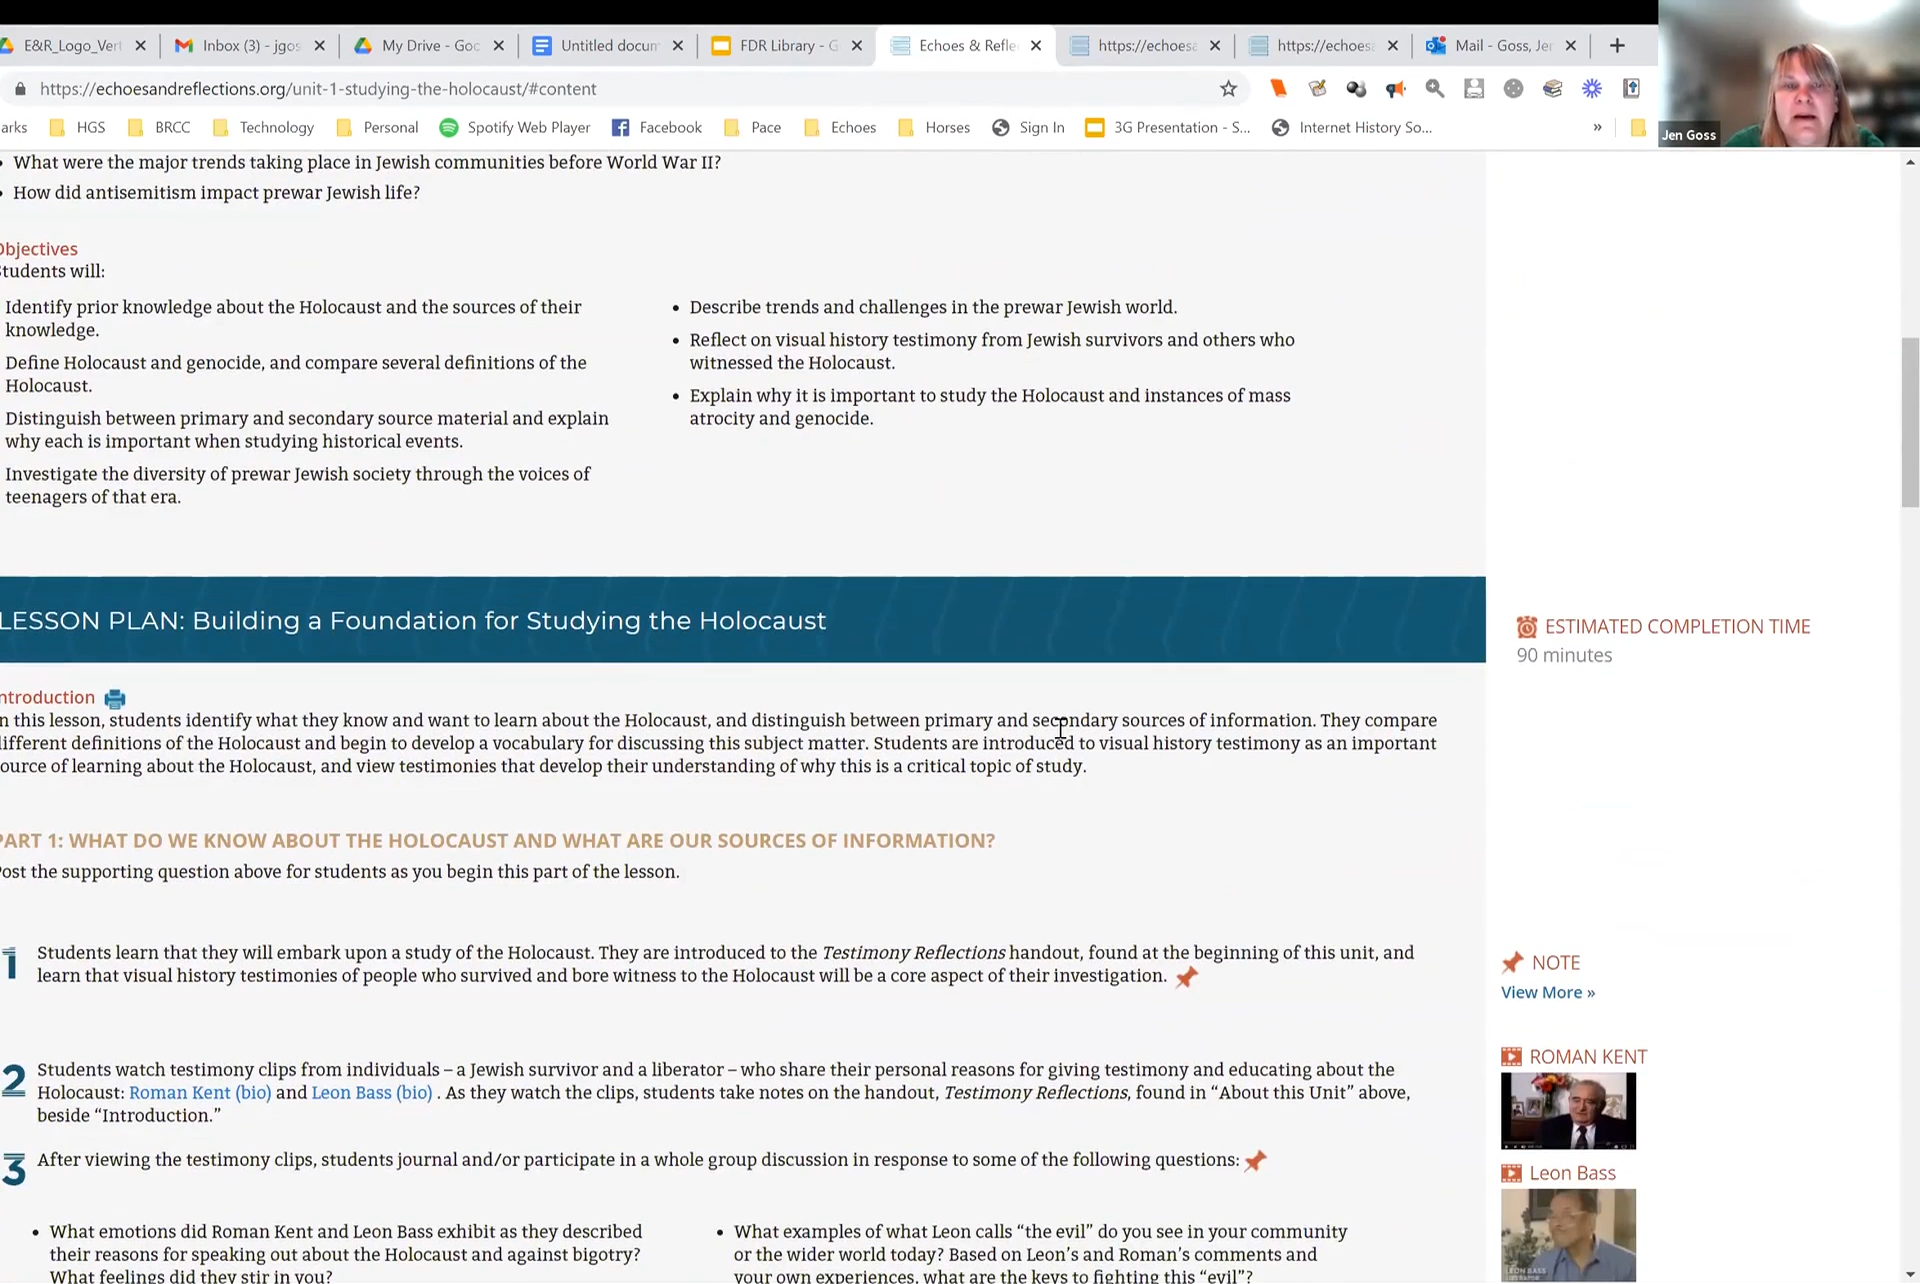 E&R_Logo_Ver
Inbox (3) - jgos
My Drive - Goo
Untitled docum
FDR Library - G
Echoes & Refle
https://echoes
https://echoes
Mail - Goss, Je
https://echoesandreflections.org/unit-1-studying-the-holocaust/#content
arks
HGS
BRCC
Technology
Personal
Spotify Web Player
Facebook
Pace
Echoes
Horses
Sign In
3G Presentation - S...
Internet History So...
»
Jen Goss
• What were the major trends taking place in Jewish communities before World War II?
• How did antisemitism impact prewar Jewish life?
Objectives
Students will:
Identify prior knowledge about the Holocaust and the sources of their
knowledge.
Define Holocaust and genocide, and compare several definitions of the
Holocaust.
Distinguish between primary and secondary source material and explain
why each is important when studying historical events.
Investigate the diversity of prewar Jewish society through the voices of
teenagers of that era.
• Describe trends and challenges in the prewar Jewish world.
• Reflect on visual history testimony from Jewish survivors and others who
witnessed the Holocaust.
• Explain why it is important to study the Holocaust and instances of mass
atrocity and genocide.
LESSON PLAN: Building a Foundation for Studying the Holocaust
ESTIMATED COMPLETION TIME
90 minutes
ntroduction
n this lesson, students identify what they know and want to learn about the Holocaust, and distinguish between primary and secondary sources of information. They compare
ifferent definitions of the Holocaust and begin to develop a vocabulary for discussing this subject matter. Students are introduced to visual history testimony as an important
ource of learning about the Holocaust, and view testimonies that develop their understanding of why this is a critical topic of study.
PART 1: WHAT DO WE KNOW ABOUT THE HOLOCAUST AND WHAT ARE OUR SOURCES OF INFORMATION?
Post the supporting question above for students as you begin this part of the lesson.
1 Students learn that they will embark upon a study of the Holocaust. They are introduced to the Testimony Reflections handout, found at the beginning of this unit, and
learn that visual history testimonies of people who survived and bore witness to the Holocaust will be a core aspect of their investigation.
NOTE
View More »
2 Students watch testimony clips from individuals – a Jewish survivor and a liberator – who share their personal reasons for giving testimony and educating about the
Holocaust: Roman Kent (bio) and Leon Bass (bio) . As they watch the clips, students take notes on the handout, Testimony Reflections, found in “About this Unit” above,
beside “Introduction.”
ROMAN KENT
3 After viewing the testimony clips, students journal and/or participate in a whole group discussion in response to some of the following questions:
Leon Bass
• What emotions did Roman Kent and Leon Bass exhibit as they described
their reasons for speaking out about the Holocaust and against bigotry?
What feelings did they stir in you?
• What examples of what Leon calls “the evil” do you see in your community
or the wider world today? Based on Leon’s and Roman’s comments and
your own experiences, what are the keys to fighting this “evil”?
LEON BASS